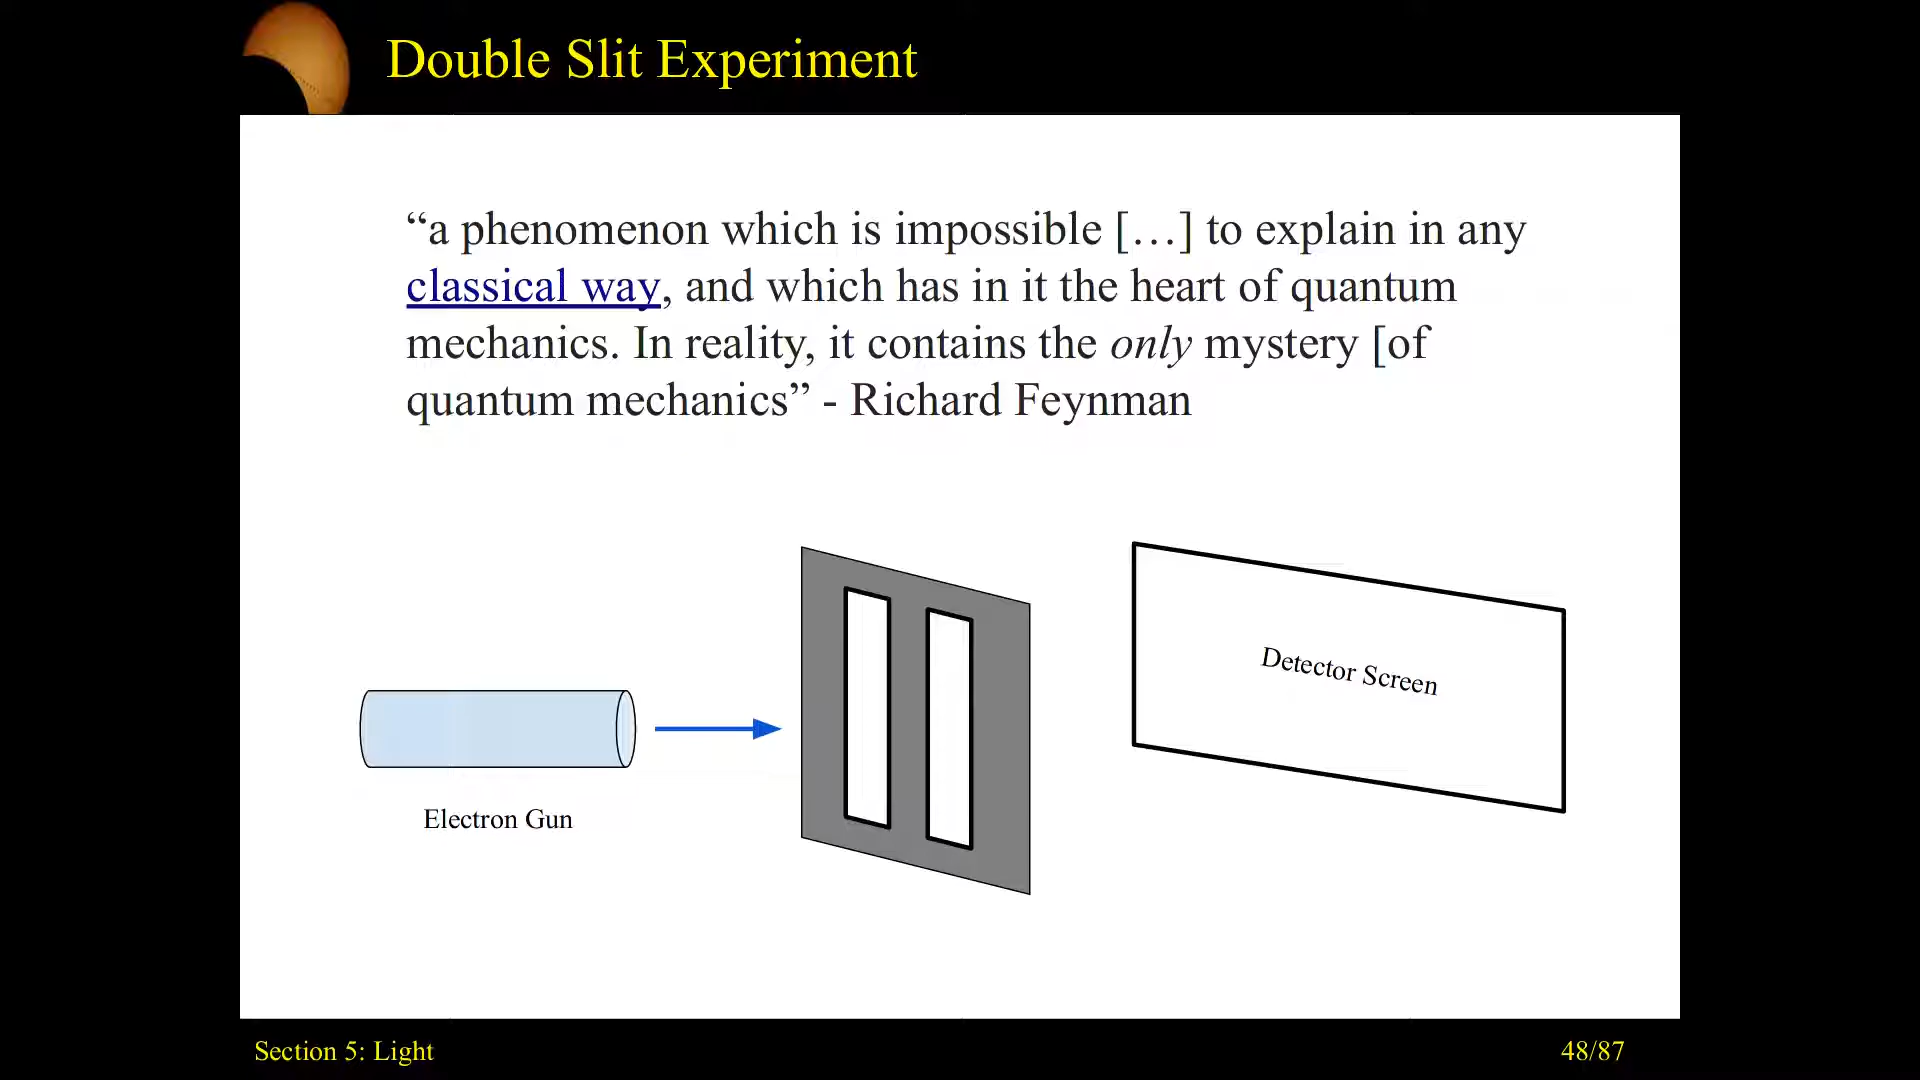 Double Slit Experiment
“a phenomenon which is impossible […] to explain in any
classical way, and which has in it the heart of quantum
mechanics. In reality, it contains the only mystery [of
quantum mechanics” - Richard Feynman
Detector Screen
Electron Gun
Section 5: Light
48/87